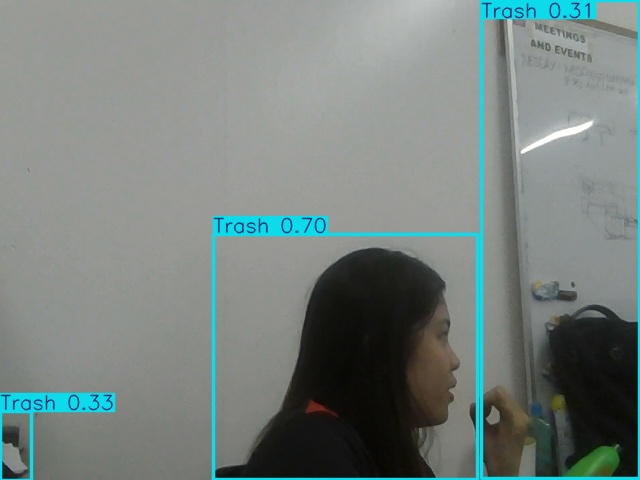 Trash 0.31
MEETINGS
AND EVENTS
Trash 0.70
Trash 0.33